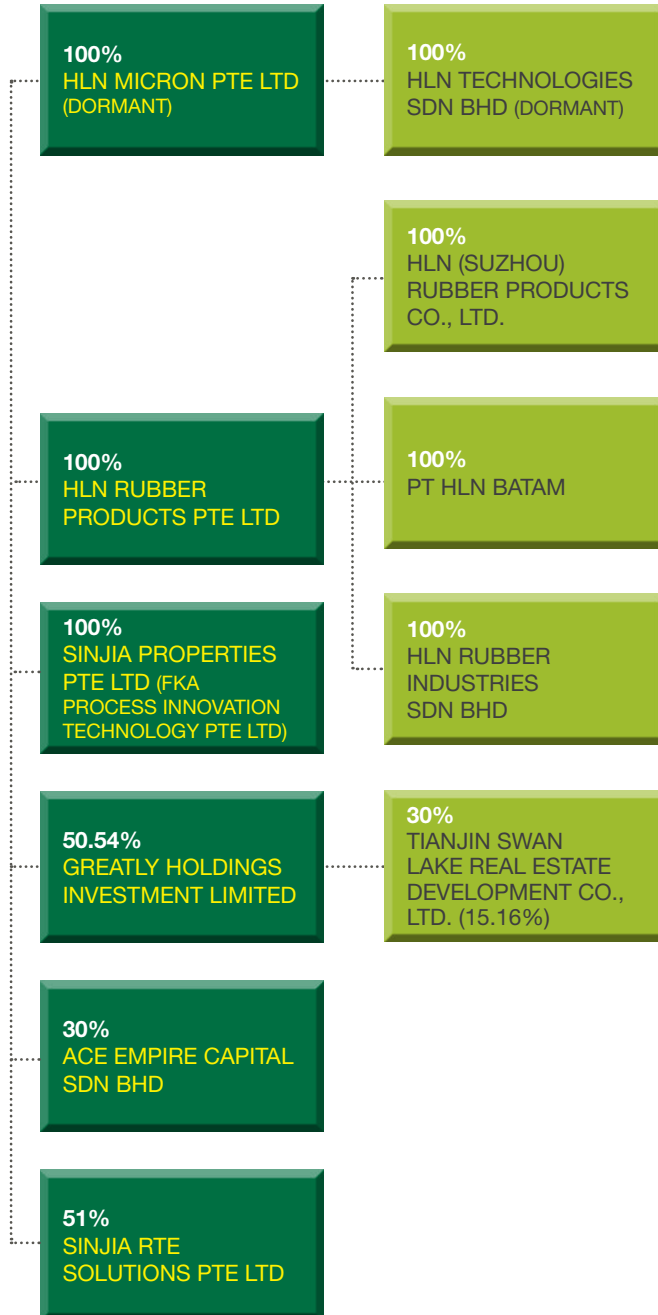 100%
HLN MICRON PTE LTD
(DORMANT)
100%
HLN TECHNOLOGIES
SDN BHD (DORMANT)
100%
HLN (SUZHOU)
RUBBER PRODUCTS
CO., LTD.
100%
HLN RUBBER
PRODUCTS PTE LTD
100%
PT HLN BATAM
100%
HLN RUBBER
INDUSTRIES
SDN BHD
100%
SINJIA PROPERTIES
PTE LTD (FKA
PROCESS INNOVATION
TECHNOLOGY PTE LTD)
50.54%
GREATLY HOLDINGS
INVESTMENT LIMITED
30%
TIANJIN SWAN
LAKE REAL ESTATE
DEVELOPMENT CO.,
LTD. (15.16%)
30%
ACE EMPIRE CAPITAL
SDN BHD
51%
SINJIA RTE
SOLUTIONS PTE LTD